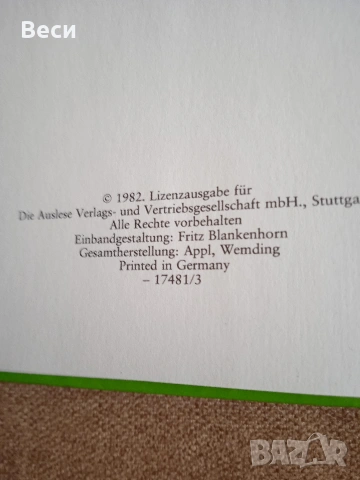 Веси
© 1982. Lizenzausgabe für
Die Auslese Verlags- und Vertriebsgesellschaft mbH., Stuttga
Alle Rechte vorbehalten
Einbandgestaltung: Fritz Blankenhorn
Gesamtherstellung: Appl, Wemding
Printed in Germany
– 17481/3
BAZAR